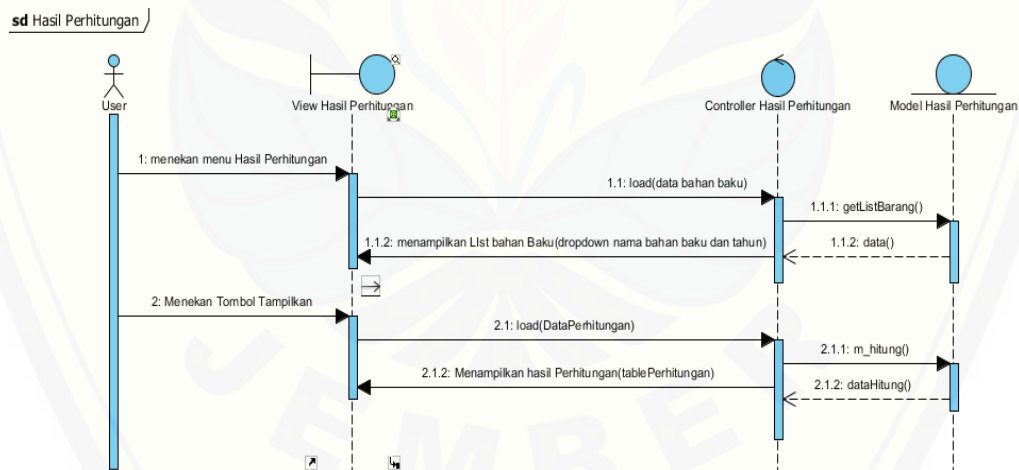 sd Hasil Perhitungan
User
View Hasil Perhitungan
Controller Hasil Perhitungan
Model Hasil Perhitungan
1: menekan menu Hasil Perhitungan
1.1: load(data bahan baku)
1.1.1: getListBarang()
1.1.2: menampilkan LIst bahan Baku(dropdown nama bahan baku dan tahun)
1.1.2: data()
2: Menekan Tombol Tampilkan
2.1: load(DataPerhitungan)
2.1.1: m_hitung()
2.1.2: Menampilkan hasil Perhitungan(tablePerhitungan)
2.1.2: dataHitung()
JEMBER